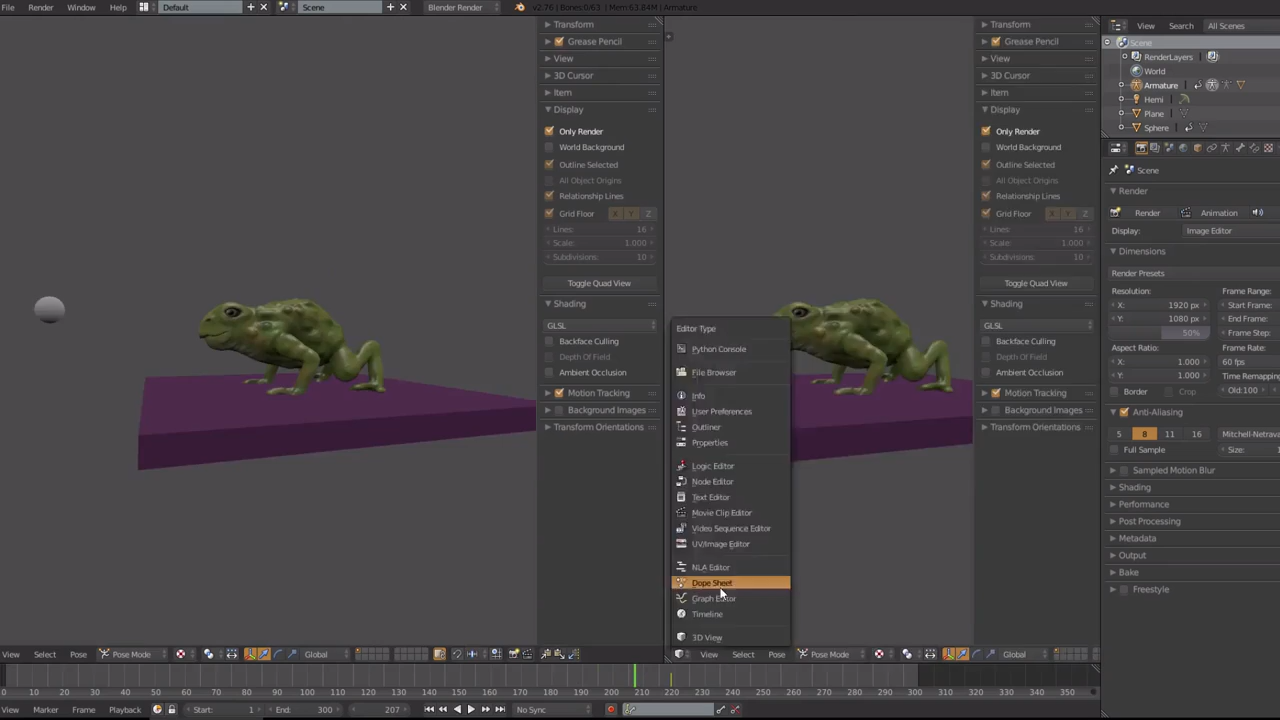 File Render Window Help Default Scene Blender Render v2.76 | Bones:0/63 | Mem:63.84M | Armature
Transform
Grease Pencil
View
3D Cursor
Item
Display
Only Render
World Background
Outline Selected
All Object Origins
Relationship Lines
Grid Floor X Y Z
Lines: 16
Scale: 1.000
Subdivisions: 10
Toggle Quad View
Shading
GLSL
Backface Culling
Depth Of Field
Ambient Occlusion
Motion Tracking
Background Images
Transform Orientations
View Select Pose Pose Mode Global
Editor Type
Python Console
File Browser
Info
User Preferences
Outliner
Properties
Logic Editor
Node Editor
Text Editor
Movie Clip Editor
Video Sequence Editor
UV/Image Editor
NLA Editor
Dope Sheet
Graph Editor
Timeline
3D View
Transform
Grease Pencil
View
3D Cursor
Item
Display
Only Render
World Background
Outline Selected
All Object Origins
Relationship Lines
Grid Floor X Y Z
Lines: 16
Scale: 1.000
Subdivisions: 10
Toggle Quad View
Shading
GLSL
Backface Culling
Depth Of Field
Ambient Occlusion
Motion Tracking
Background Images
Transform Orientations
View Select Pose Pose Mode Global
View Search All Scenes
Scene
RenderLayers
World
Armature
Hemi
Plane
Sphere
Scene
Render
Render Animation
Display: Image Editor
Dimensions
Render Presets
Resolution: Frame Range:
X: 1920 px Start Frame:
Y: 1080 px End Frame:
50% Frame Step:
Aspect Ratio: Frame Rate:
X: 1.000 60 fps
Y: 1.000 Time Remapping
Border Crop Old:100
Anti-Aliasing
5 8 11 16 Mitchell-Netrava
Full Sample Size:
Sampled Motion Blur
Shading
Performance
Post Processing
Metadata
Output
Bake
Freestyle
0 10 20 30 40 50 60 70 80 90 100 110 120 130 140 150 160 170 180 190 200 210 220 230 240 250 260 270 280 290 300 310 320 330 340 350
View Marker Frame Playback Start: 1 End: 300 207 No Sync